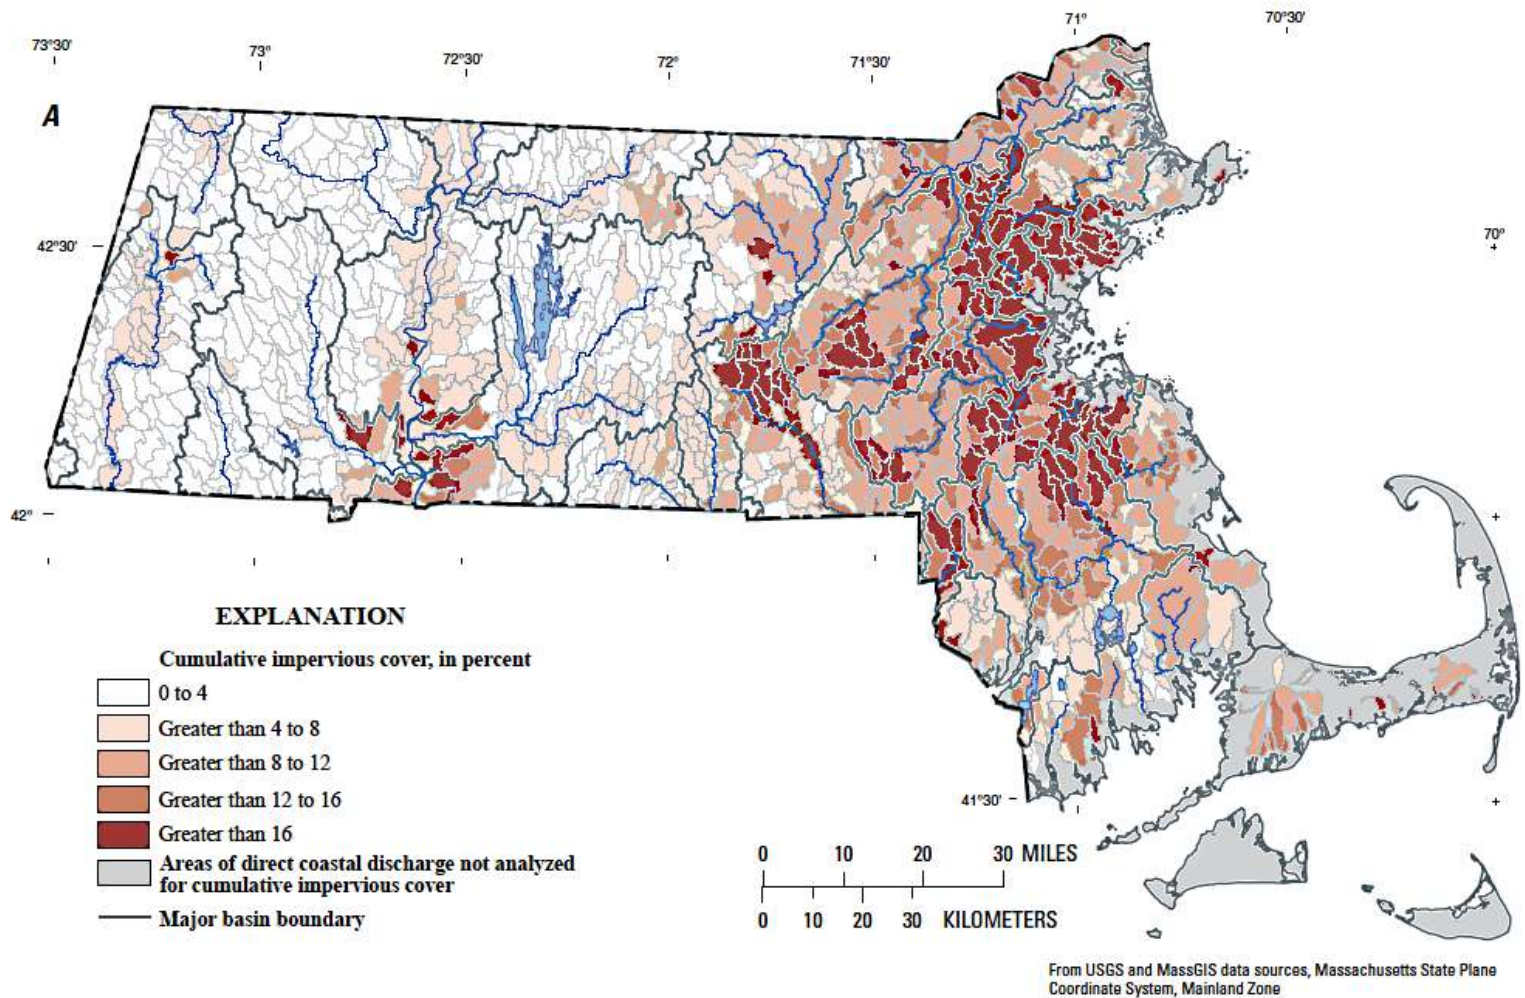 71°
70°30'
73°30'
73°
72°30'
72°
71°30'
A
42°30'
70°
42°
EXPLANATION
Cumulative impervious cover, in percent
0 to 4
Greater than 4 to 8
Greater than 8 to 12
Greater than 12 to 16
Greater than 16
Areas of direct coastal discharge not analyzed
for cumulative impervious cover
Major basin boundary
41°30'
0 10 20 30 MILES
0 10 20 30 KILOMETERS
From USGS and MassGIS data sources, Massachusetts State Plane
Coordinate System, Mainland Zone